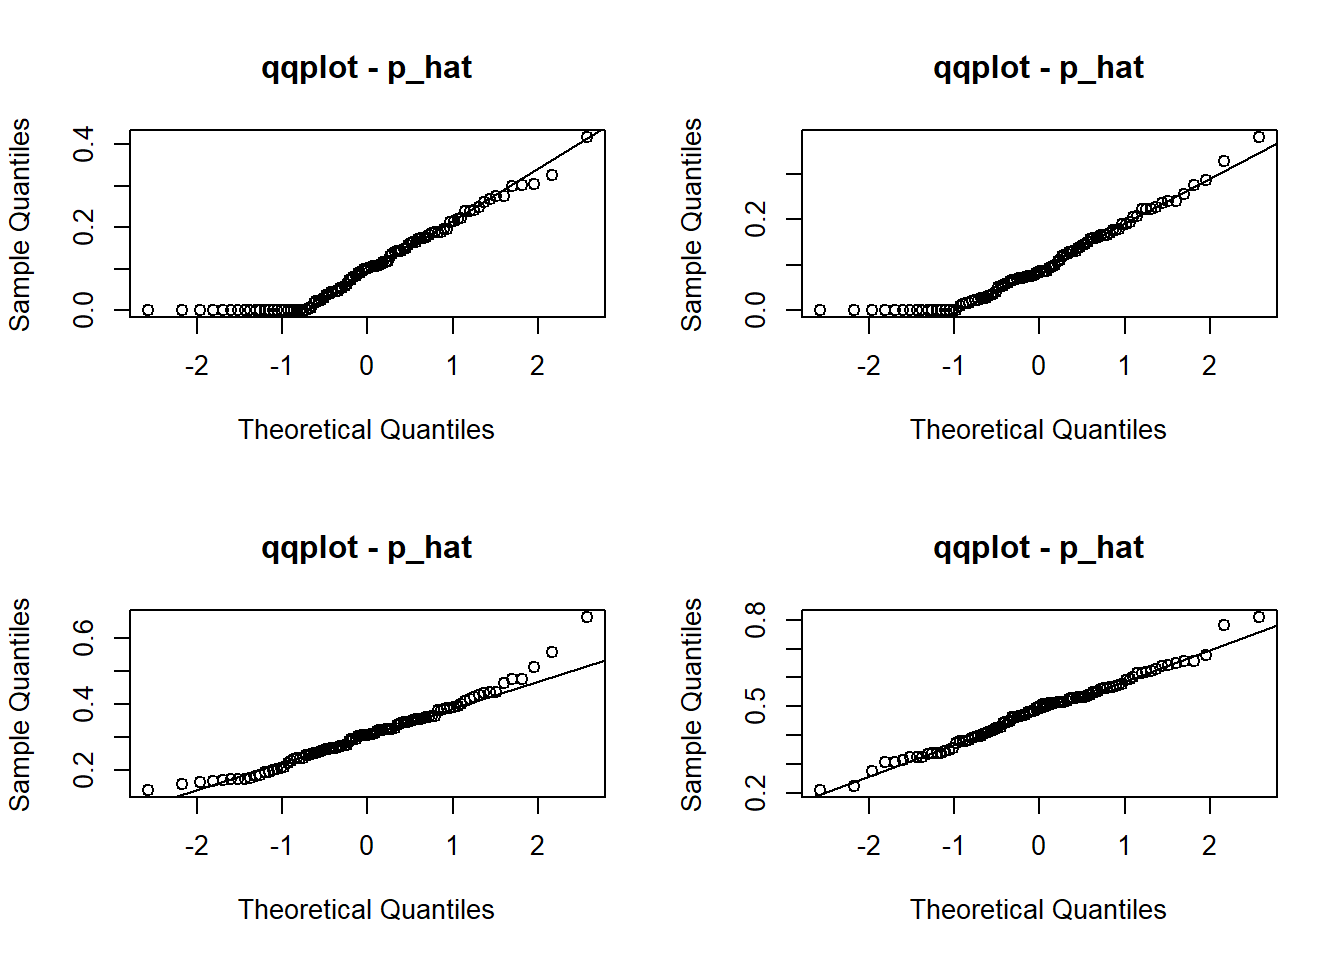 qqplot - p_hat
Sample Quantiles
0.0 0.2 0.4
-2 -1 0 1 2
Theoretical Quantiles
qqplot - p_hat
Sample Quantiles
0.0 0.2
-2 -1 0 1 2
Theoretical Quantiles
qqplot - p_hat
Sample Quantiles
0.2 0.4 0.6
-2 -1 0 1 2
Theoretical Quantiles
qqplot - p_hat
Sample Quantiles
0.2 0.5 0.8
-2 -1 0 1 2
Theoretical Quantiles